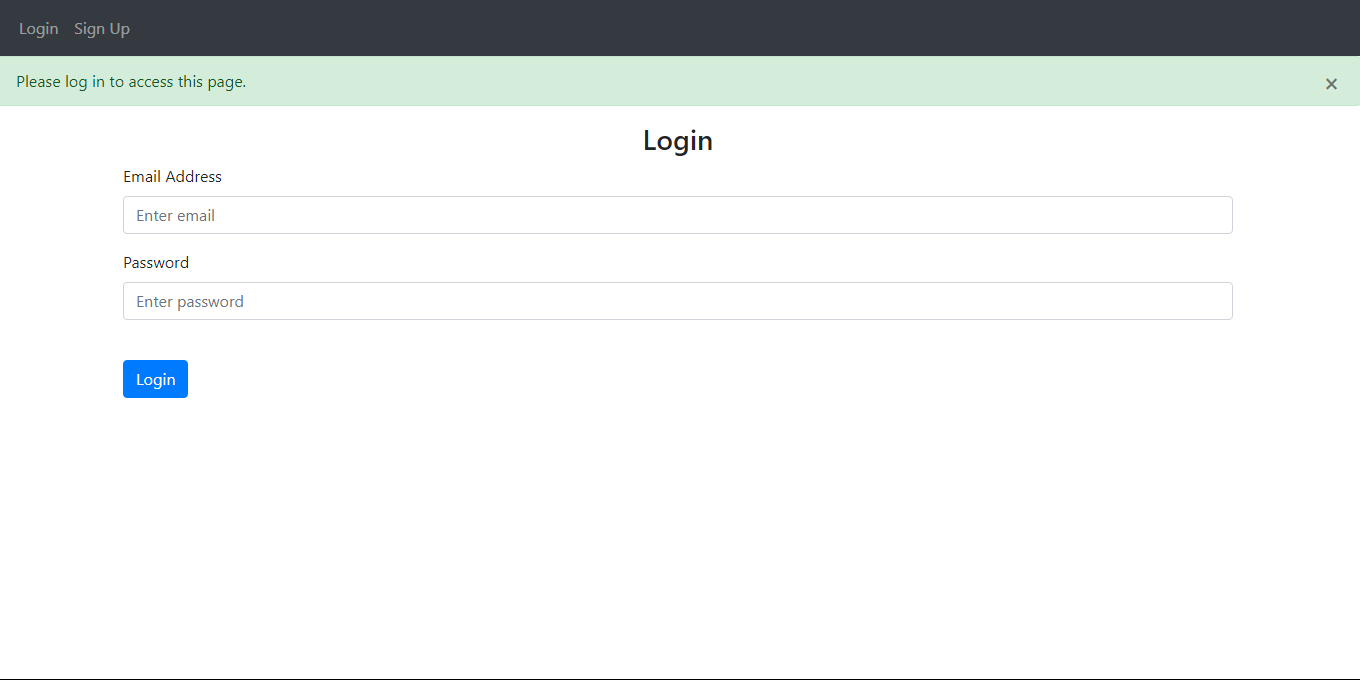 Login Sign Up
Please log in to access this page. ×
Login
Email Address
Enter email
Password
Enter password
Login